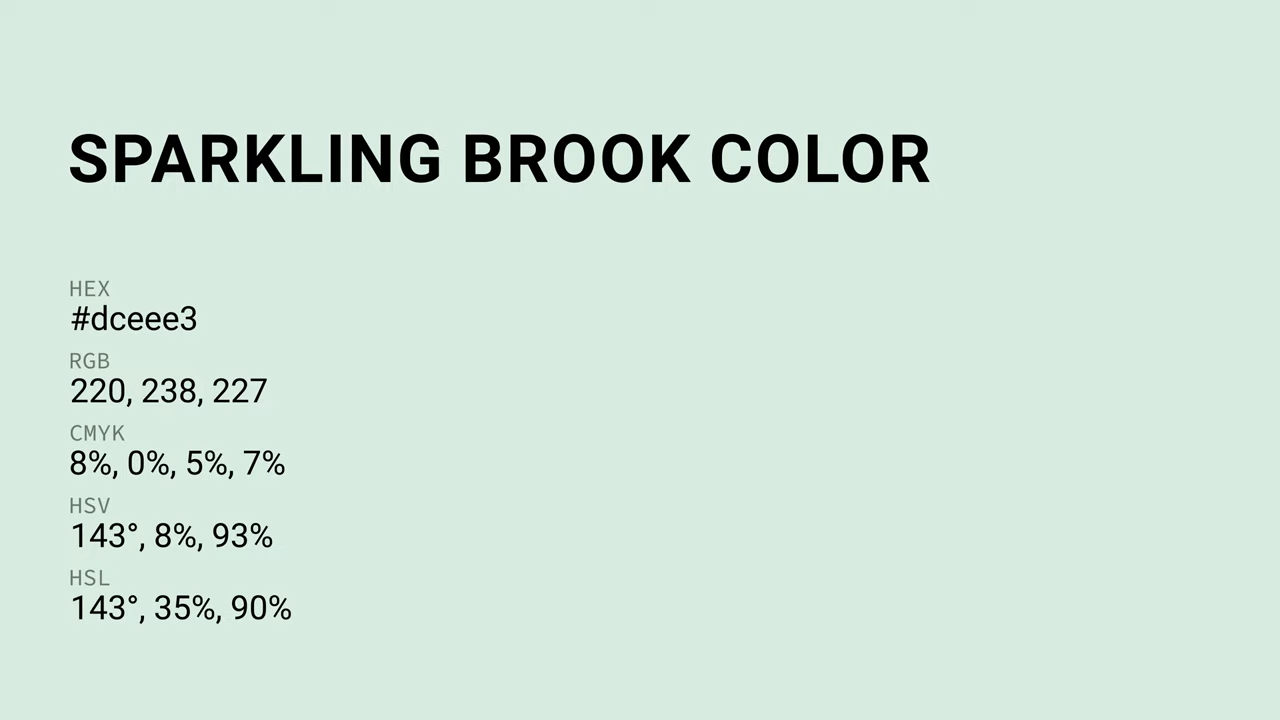 SPARKLING BROOK COLOR
HEX
#dceee3
RGB
220, 238, 227
CMYK
8%, 0%, 5%, 7%
HSV
143°, 8%, 93%
HSL
143°, 35%, 90%